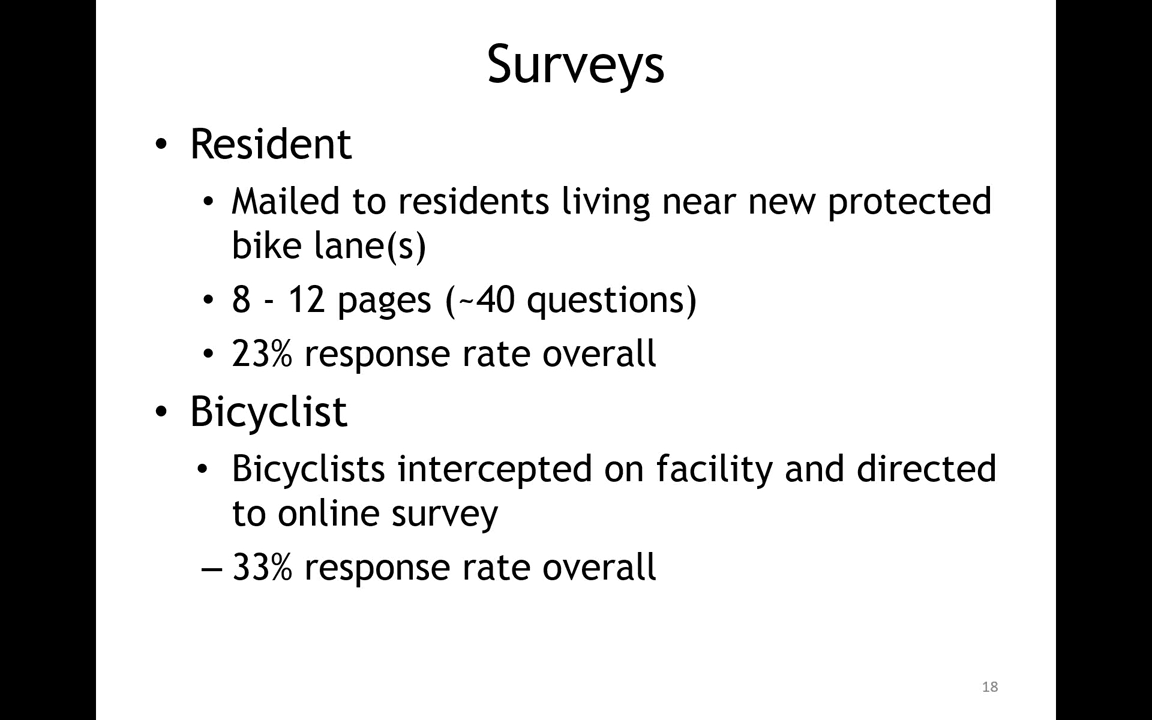 Surveys
• Resident
• Mailed to residents living near new protected
bike lane(s)
• 8 - 12 pages (~40 questions)
• 23% response rate overall
• Bicyclist
• Bicyclists intercepted on facility and directed
to online survey
– 33% response rate overall
18